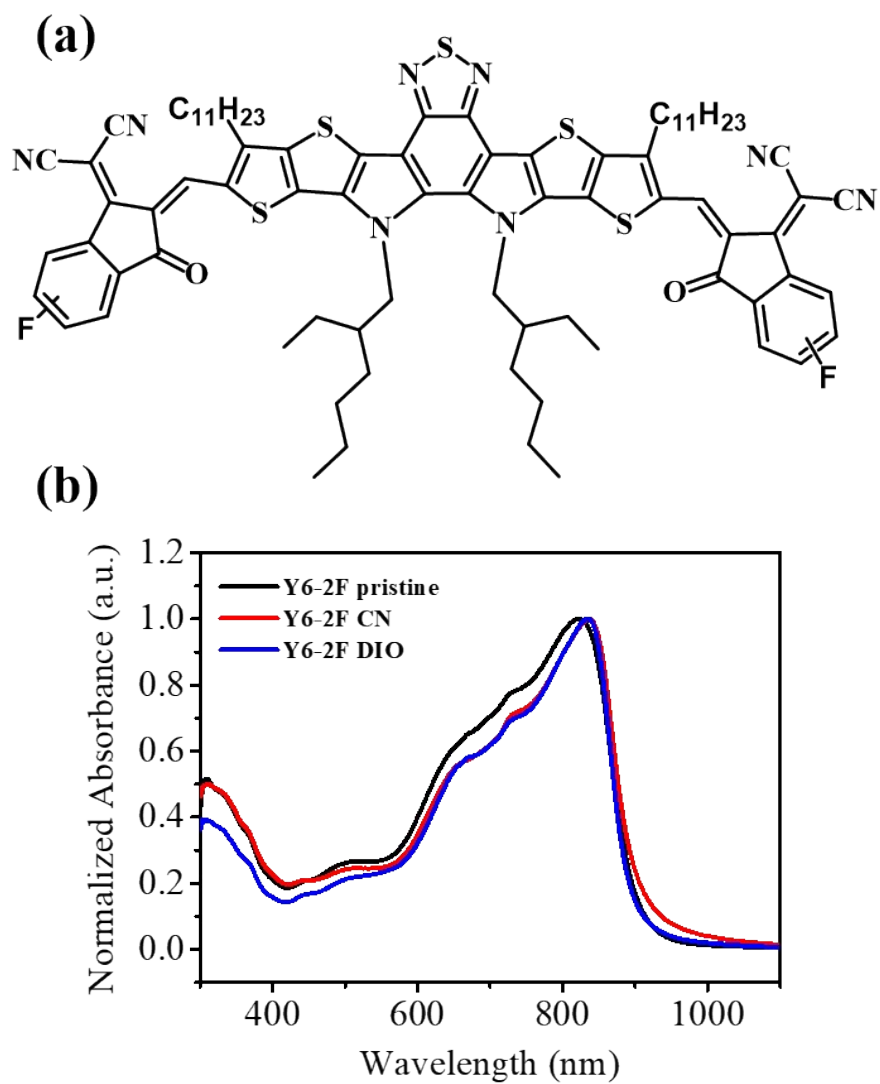 (a)
S
N N
C11H23 S S C11H23
CN NC
NC CN
S N N S
O O
F F
(b)
Normalized Absorbance (a.u.)
1.2
1.0
0.8
0.6
0.4
0.2
0.0
Y6-2F pristine
Y6-2F CN
Y6-2F DIO
400 600 800 1000
Wavelength (nm)